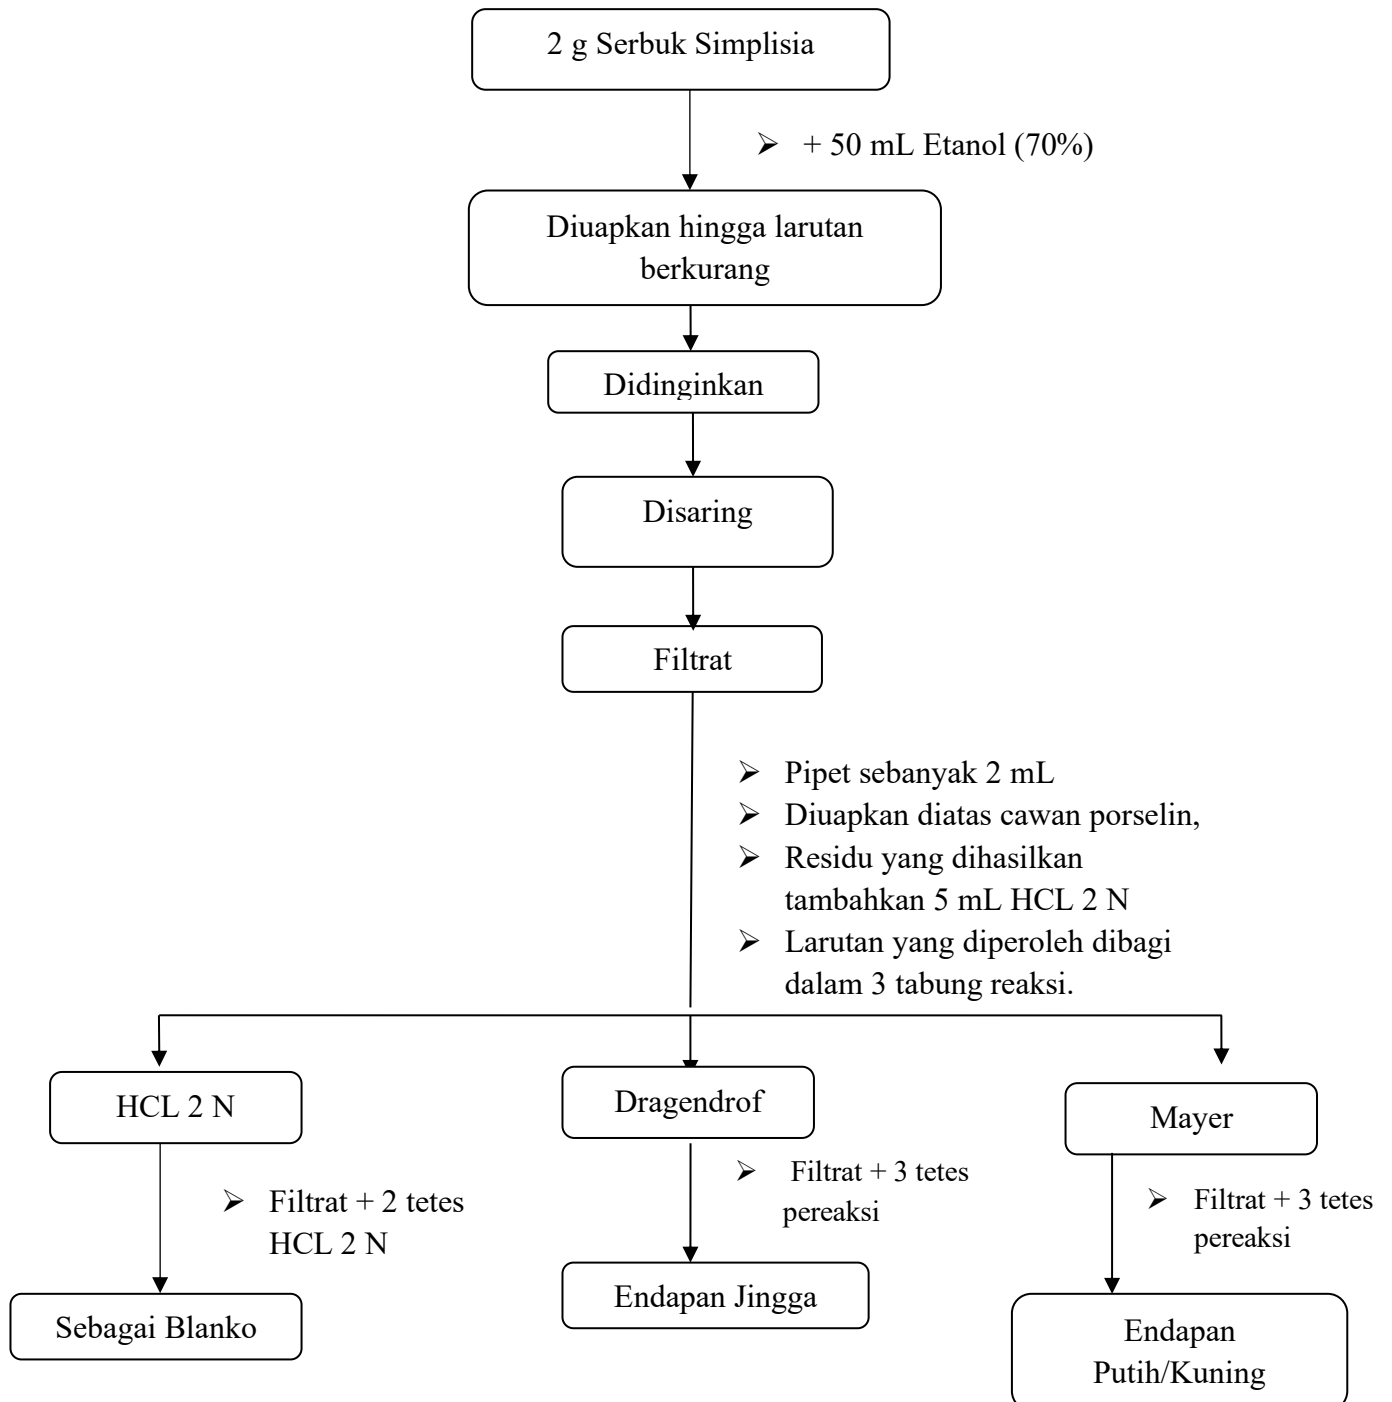 2 g Serbuk Simplisia
➢ + 50 mL Etanol (70%)
Diuapkan hingga larutan
berkurang
Didinginkan
Disaring
Filtrat
➢ Pipet sebanyak 2 mL
➢ Diuapkan diatas cawan porselin,
➢ Residu yang dihasilkan
tambahkan 5 mL HCL 2 N
➢ Larutan yang diperoleh dibagi
dalam 3 tabung reaksi.
HCL 2 N
Dragendrof
Mayer
➢ Filtrat + 2 tetes
HCL 2 N
➢ Filtrat + 3 tetes
pereaksi
➢ Filtrat + 3 tetes
pereaksi
Sebagai Blanko
Endapan Jingga
Endapan
Putih/Kuning